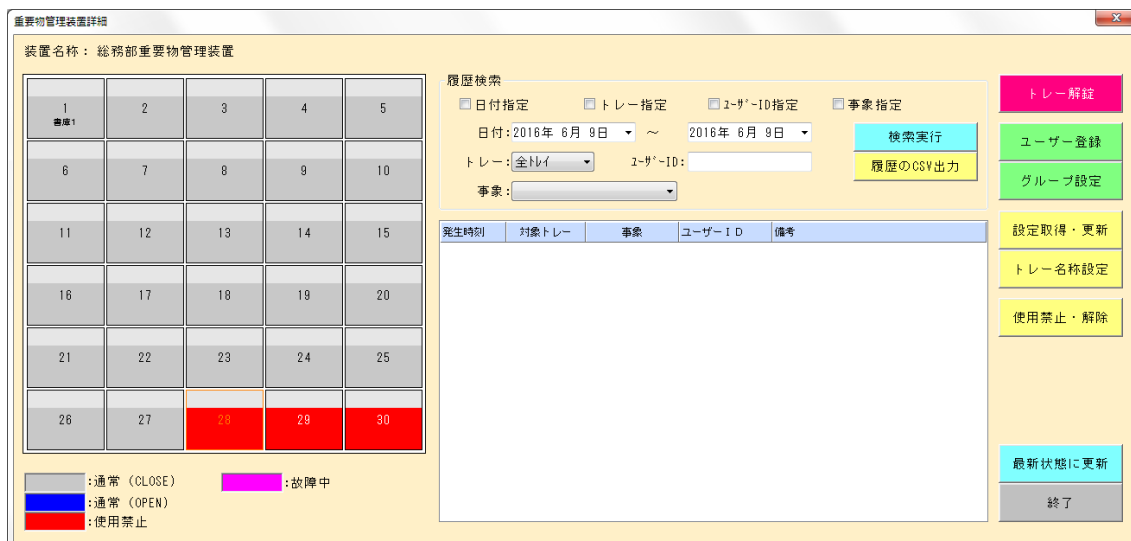 重要物管理装置詳細
装置名称： 総務部重要物管理装置
1 2 3 4 5
書庫1
6 7 8 9 10
11 12 13 14 15
16 17 18 19 20
21 22 23 24 25
26 27 28 29 30
:通常 (CLOSE) :故障中
:通常 (OPEN)
:使用禁止
履歴検索
日付指定 トレー指定 ﾕｰｻﾞｰID指定 事象指定
日付: 2016年 6月 9日 ～ 2016年 6月 9日
検索実行
トレー: 全ﾄﾚｲ ﾕｰｻﾞｰID:
履歴のCSV出力
事象:
発生時刻 対象トレー 事象 ユーザーＩＤ 備考
トレー解錠
ユーザー登録
グループ設定
設定取得・更新
トレー名称設定
使用禁止・解除
最新状態に更新
終了